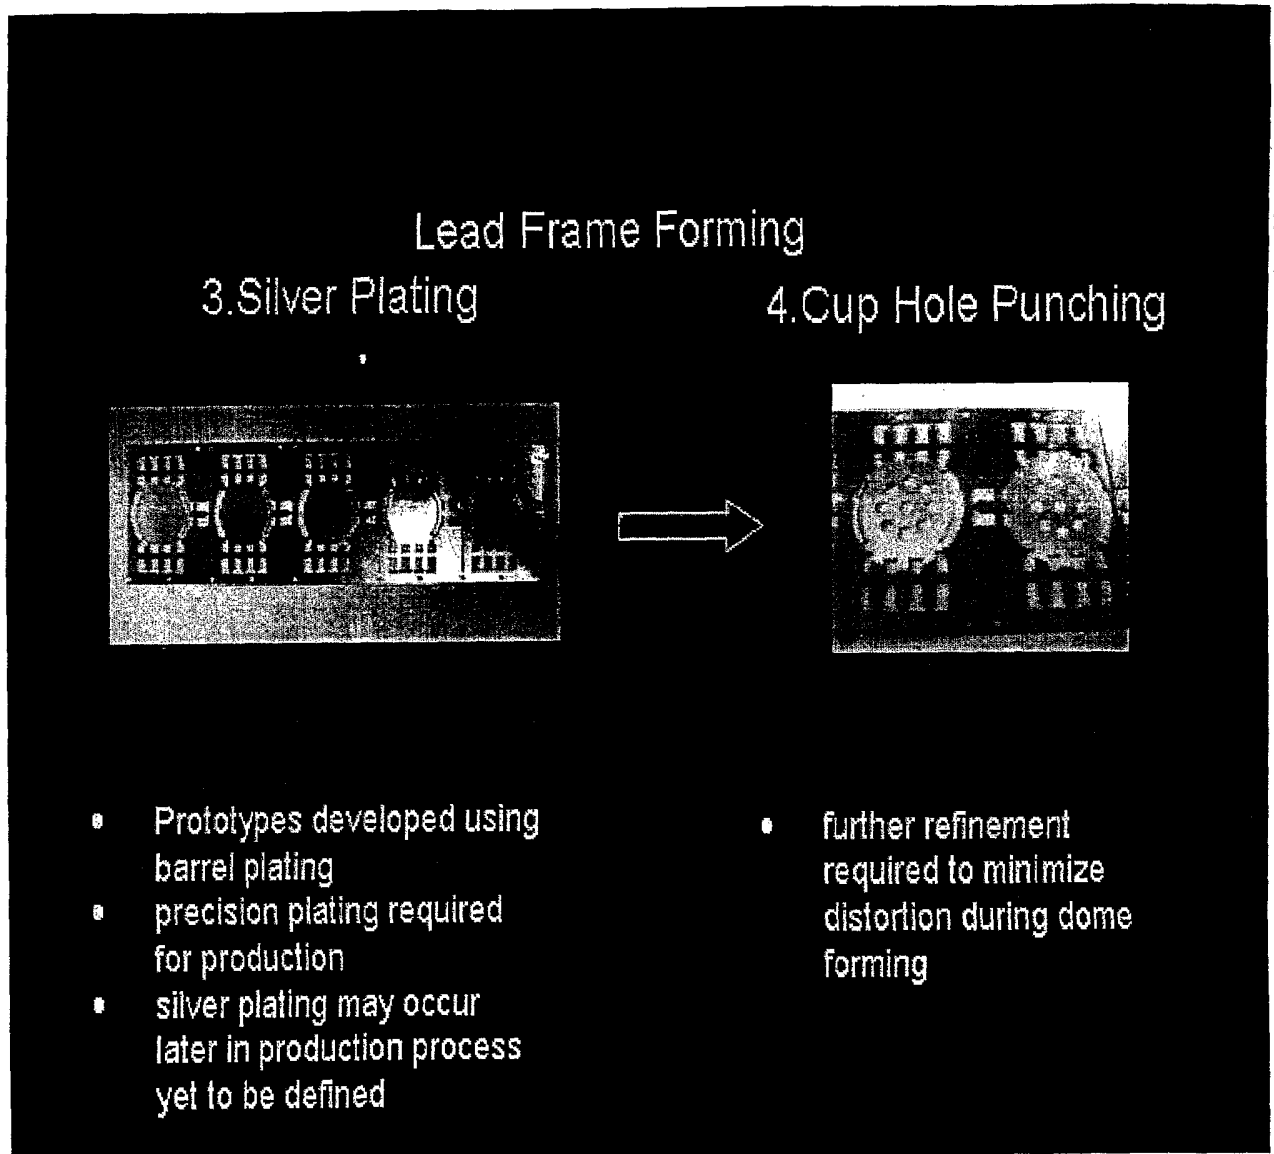 Lead Frame Forming
3.Silver Plating
4.Cup Hole Punching
• Prototypes developed using
barrel plating
• precision plating required
for production
• silver plating may occur
later in production process
yet to be defined
• further refinement
required to minimize
distortion during dome
forming